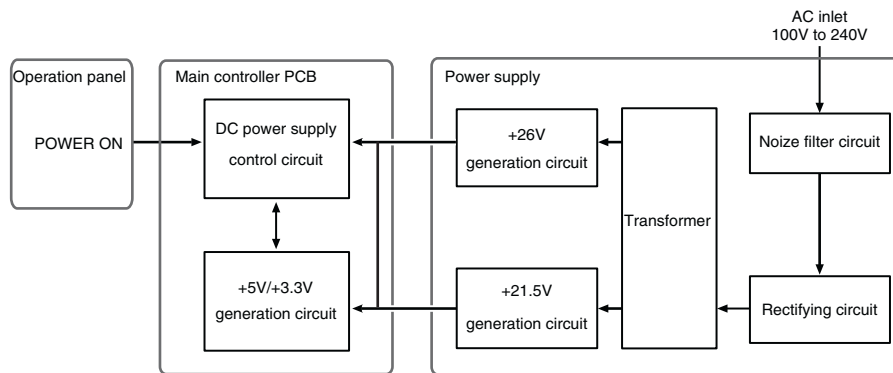 AC inlet
100V to 240V
Operation panel
POWER ON
Main controller PCB
DC power supply
control circuit
+5V/+3.3V
generation circuit
Power supply
+26V
generation circuit
+21.5V
generation circuit
Transformer
Noize filter circuit
Rectifying circuit